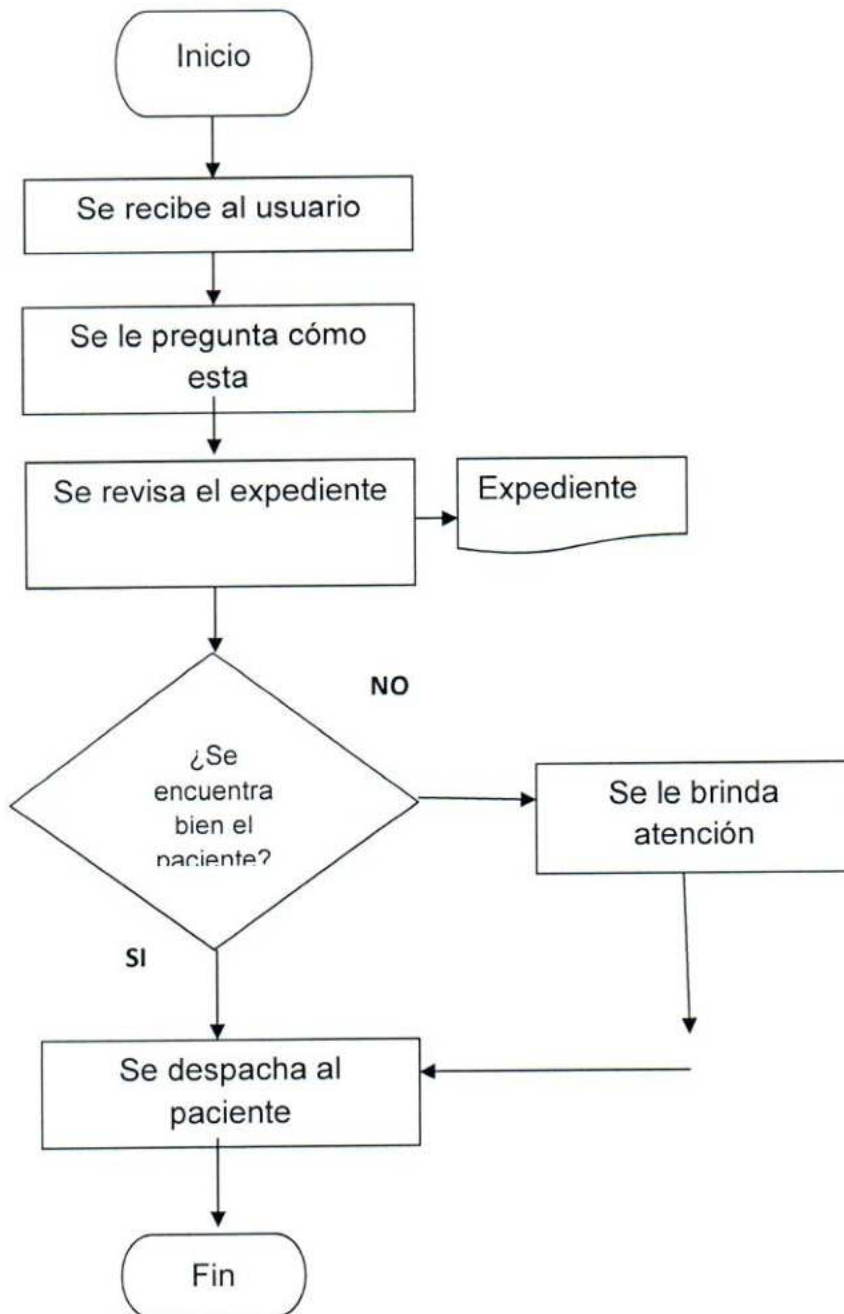 Inicio
Se recibe al usuario
Se le pregunta cómo
esta
Se revisa el expediente
Expediente
NO
¿Se
encuentra
bien el
paciente?
Se le brinda
atención
SI
Se despacha al
paciente
Fin